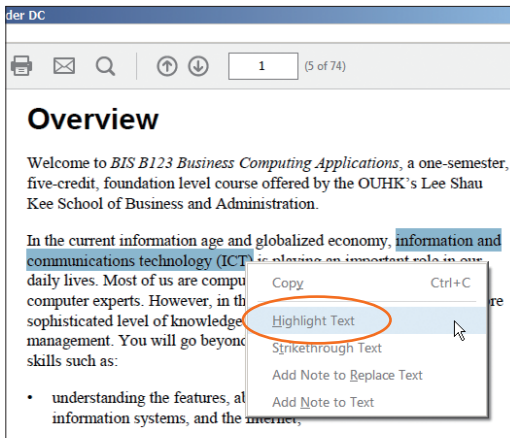 der DC
1 (5 of 74)
Overview
Welcome to BIS B123 Business Computing Applications, a one-semester,
five-credit, foundation level course offered by the OUHK's Lee Shau
Kee School of Business and Administration.
In the current information age and globalized economy, information and
communications technology (ICT) is playing an important role in our
daily lives. Most of us are compu
computer experts. However, in th
sophisticated level of knowledge
management. You will go beyond
skills such as:
• understanding the features, al
information systems, and the internet,
Copy Ctrl+C
Highlight Text
Strikethrough Text
Add Note to Replace Text
Add Note to Text